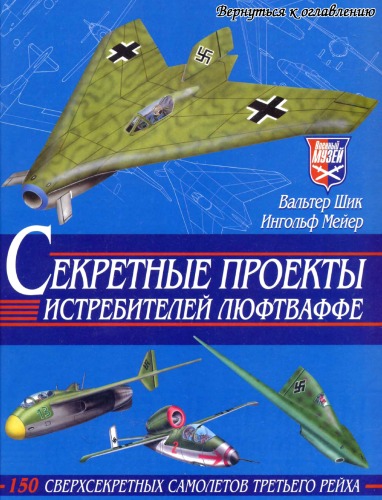 Вернуться к оглавлению
Военный
МУЗЕЙ
Вальтер Шик
Ингольф Мейер
СЕКРЕТНЫЕ ПРОЕКТЫ
ИСТРЕБИТЕЛЕЙ ЛЮФТВАФФЕ
150 СВЕРХСЕКРЕТНЫХ САМОЛЕТОВ ТРЕТЬЕГО РЕЙХА